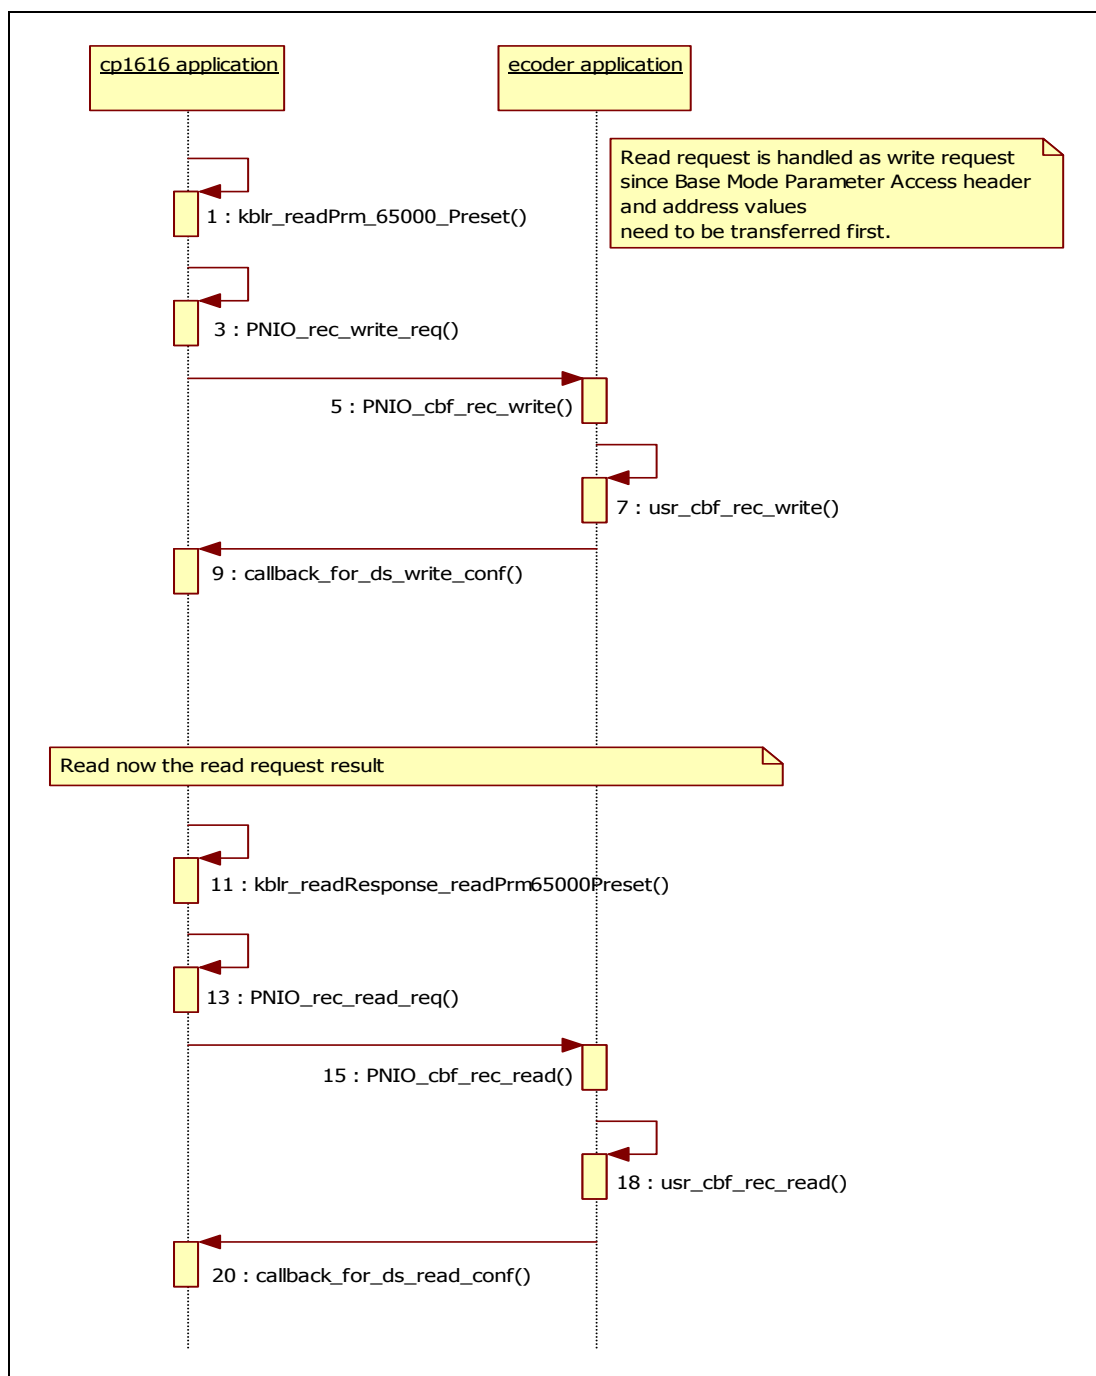 cp1616 application
ecoder application
Read request is handled as write request
since Base Mode Parameter Access header
and address values
need to be transferred first.
1 : kblr_readPrm_65000_Preset()
3 : PNIO_rec_write_req()
5 : PNIO_cbf_rec_write()
7 : usr_cbf_rec_write()
9 : callback_for_ds_write_conf()
Read now the read request result
11 : kblr_readResponse_readPrm65000Preset()
13 : PNIO_rec_read_req()
15 : PNIO_cbf_rec_read()
18 : usr_cbf_rec_read()
20 : callback_for_ds_read_conf()